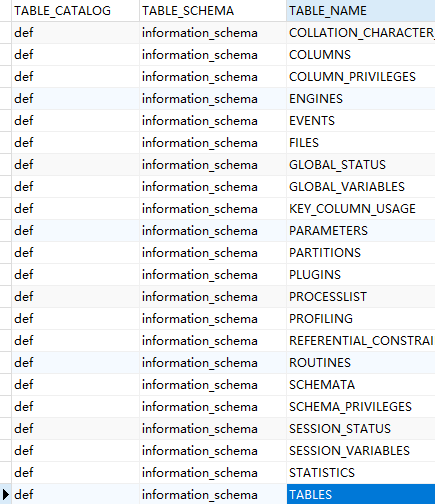 TABLE_CATALOG TABLE_SCHEMA TABLE_NAME
def information_schema COLLATION_CHARACTER_
def information_schema COLUMNS
def information_schema COLUMN_PRIVILEGES
def information_schema ENGINES
def information_schema EVENTS
def information_schema FILES
def information_schema GLOBAL_STATUS
def information_schema GLOBAL_VARIABLES
def information_schema KEY_COLUMN_USAGE
def information_schema PARAMETERS
def information_schema PARTITIONS
def information_schema PLUGINS
def information_schema PROCESSLIST
def information_schema PROFILING
def information_schema REFERENTIAL_CONSTRAI
def information_schema ROUTINES
def information_schema SCHEMATA
def information_schema SCHEMA_PRIVILEGES
def information_schema SESSION_STATUS
def information_schema SESSION_VARIABLES
def information_schema STATISTICS
def information_schema TABLES